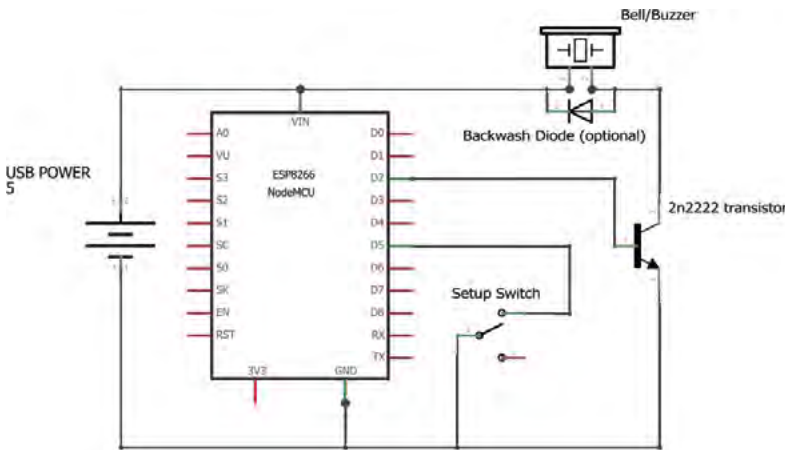 Bell/Buzzer
VIN
Backwash Diode (optional)
USB POWER
5
ESP8266
NodeMCU
A0
VU
S3
S2
S1
SC
S0
SK
EN
RST
D0
D1
D2
D3
D4
D5
D6
D7
D8
RX
TX
3V3
GND
2n2222 transistor
Setup Switch